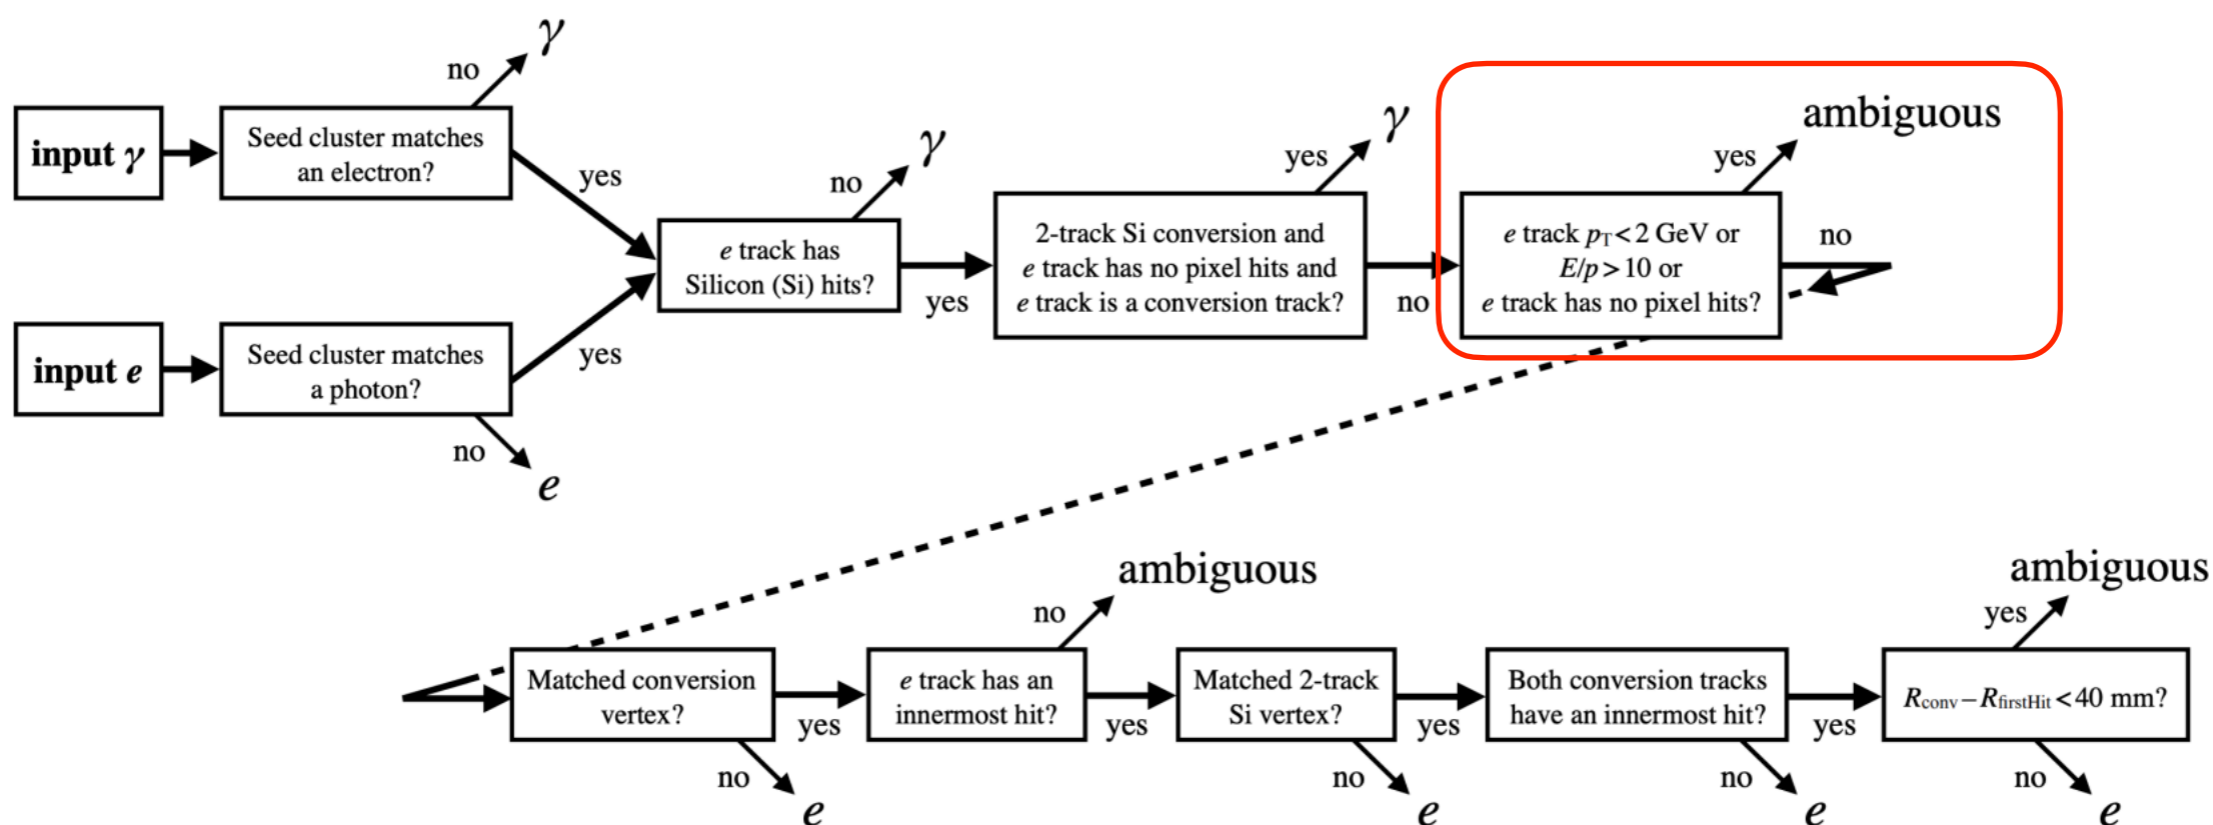 input γ
Seed cluster matches
an electron?
no
γ
yes
input e
Seed cluster matches
a photon?
yes
no
e
e track has
Silicon (Si) hits?
no
γ
yes
2-track Si conversion and
e track has no pixel hits and
e track is a conversion track?
yes
γ
no
e track pT < 2 GeV or
E/p > 10 or
e track has no pixel hits?
yes
ambiguous
no
Matched conversion
vertex?
yes
no
e
e track has an
innermost hit?
no
ambiguous
yes
Matched 2-track
Si vertex?
yes
no
e
Both conversion tracks
have an innermost hit?
yes
no
e
Rconv − RfirstHit < 40 mm?
yes
ambiguous
no
e